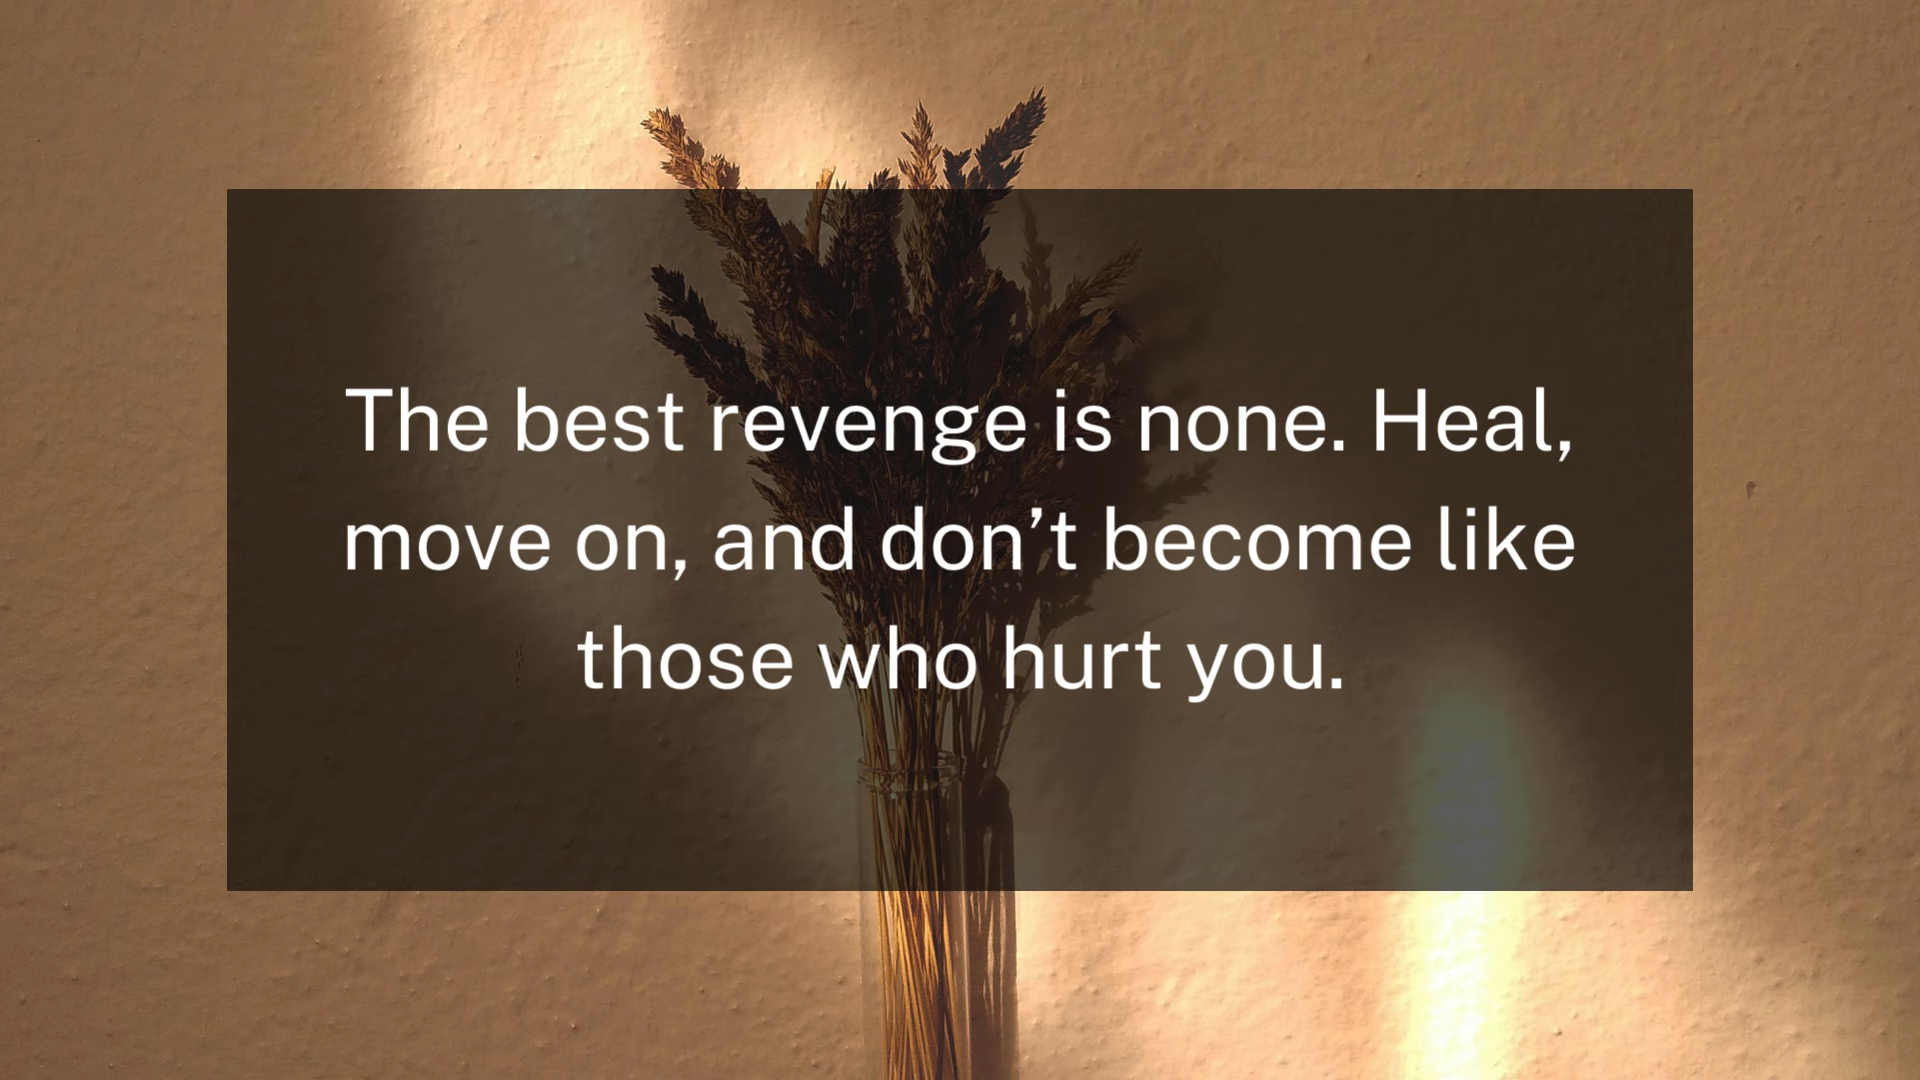 The best revenge is none. Heal,
move on, and don’t become like
those who hurt you.